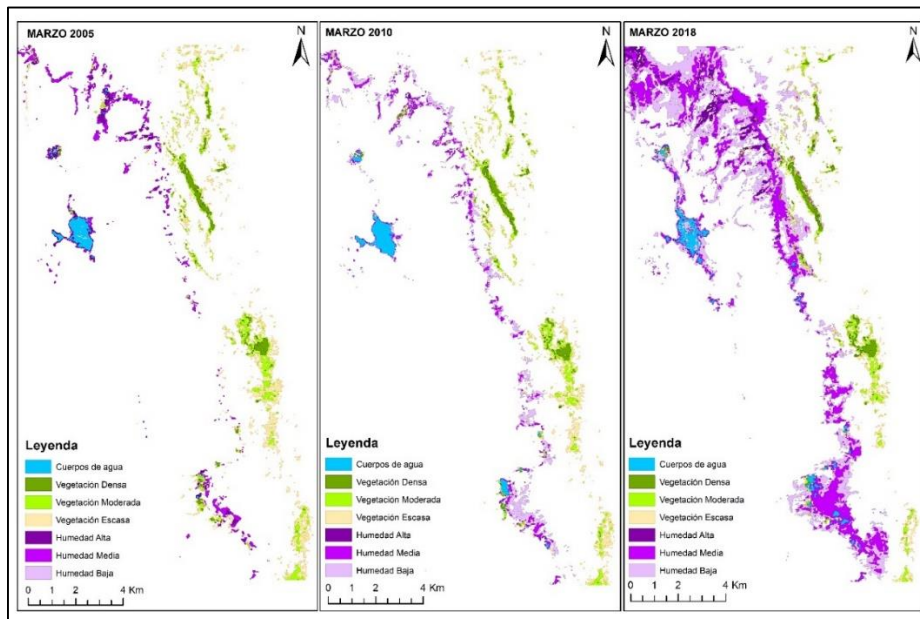 MARZO 2005
N
Leyenda
Cuerpos de agua
Vegetación Densa
Vegetación Moderada
Vegetación Escasa
Humedad Alta
Humedad Media
Humedad Baja
0 2 4 Km
MARZO 2010
N
Leyenda
Cuerpos de agua
Vegetación Densa
Vegetación Moderada
Vegetación Escasa
Humedad Alta
Humedad Media
Humedad Baja
0 2 4 Km
MARZO 2018
N
Leyenda
Cuerpos de agua
Vegetación Densa
Vegetación Moderada
Vegetación Escasa
Humedad Alta
Humedad Media
Humedad Baja
0 2 4 Km